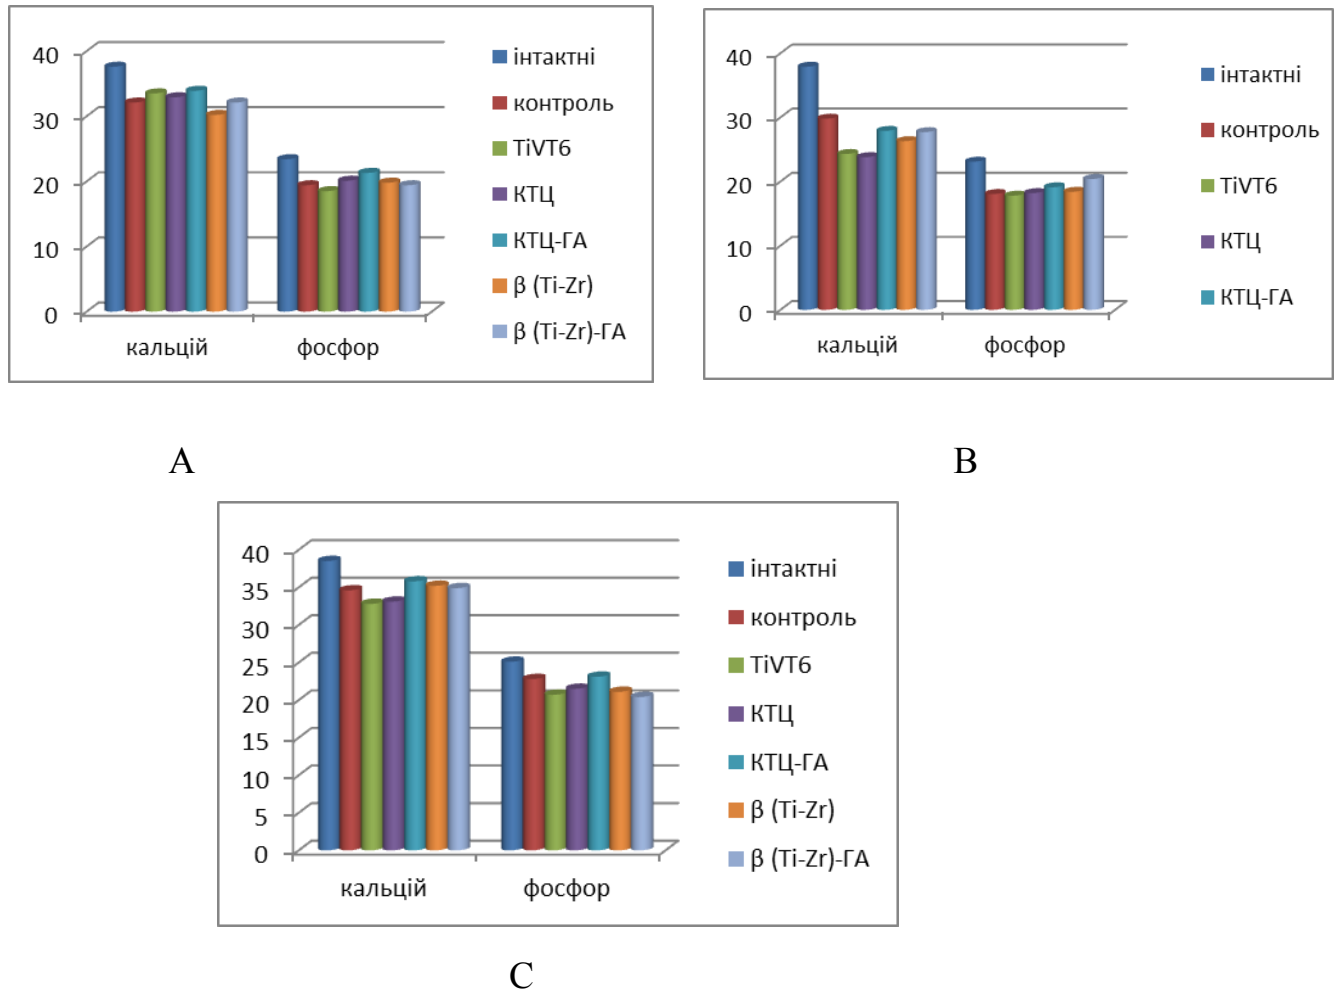 40
30
20
10
0
кальцій
фосфор
інтактні
контроль
TiVT6
КТЦ
КТЦ-ГА
β (Ti-Zr)
β (Ti-Zr)-ГА
A
40
30
20
10
0
кальцій
фосфор
інтактні
контроль
TiVT6
КТЦ
КТЦ-ГА
B
40
35
30
25
20
15
10
5
0
кальцій
фосфор
інтактні
контроль
TiVT6
КТЦ
КТЦ-ГА
β (Ti-Zr)
β (Ti-Zr)-ГА
C